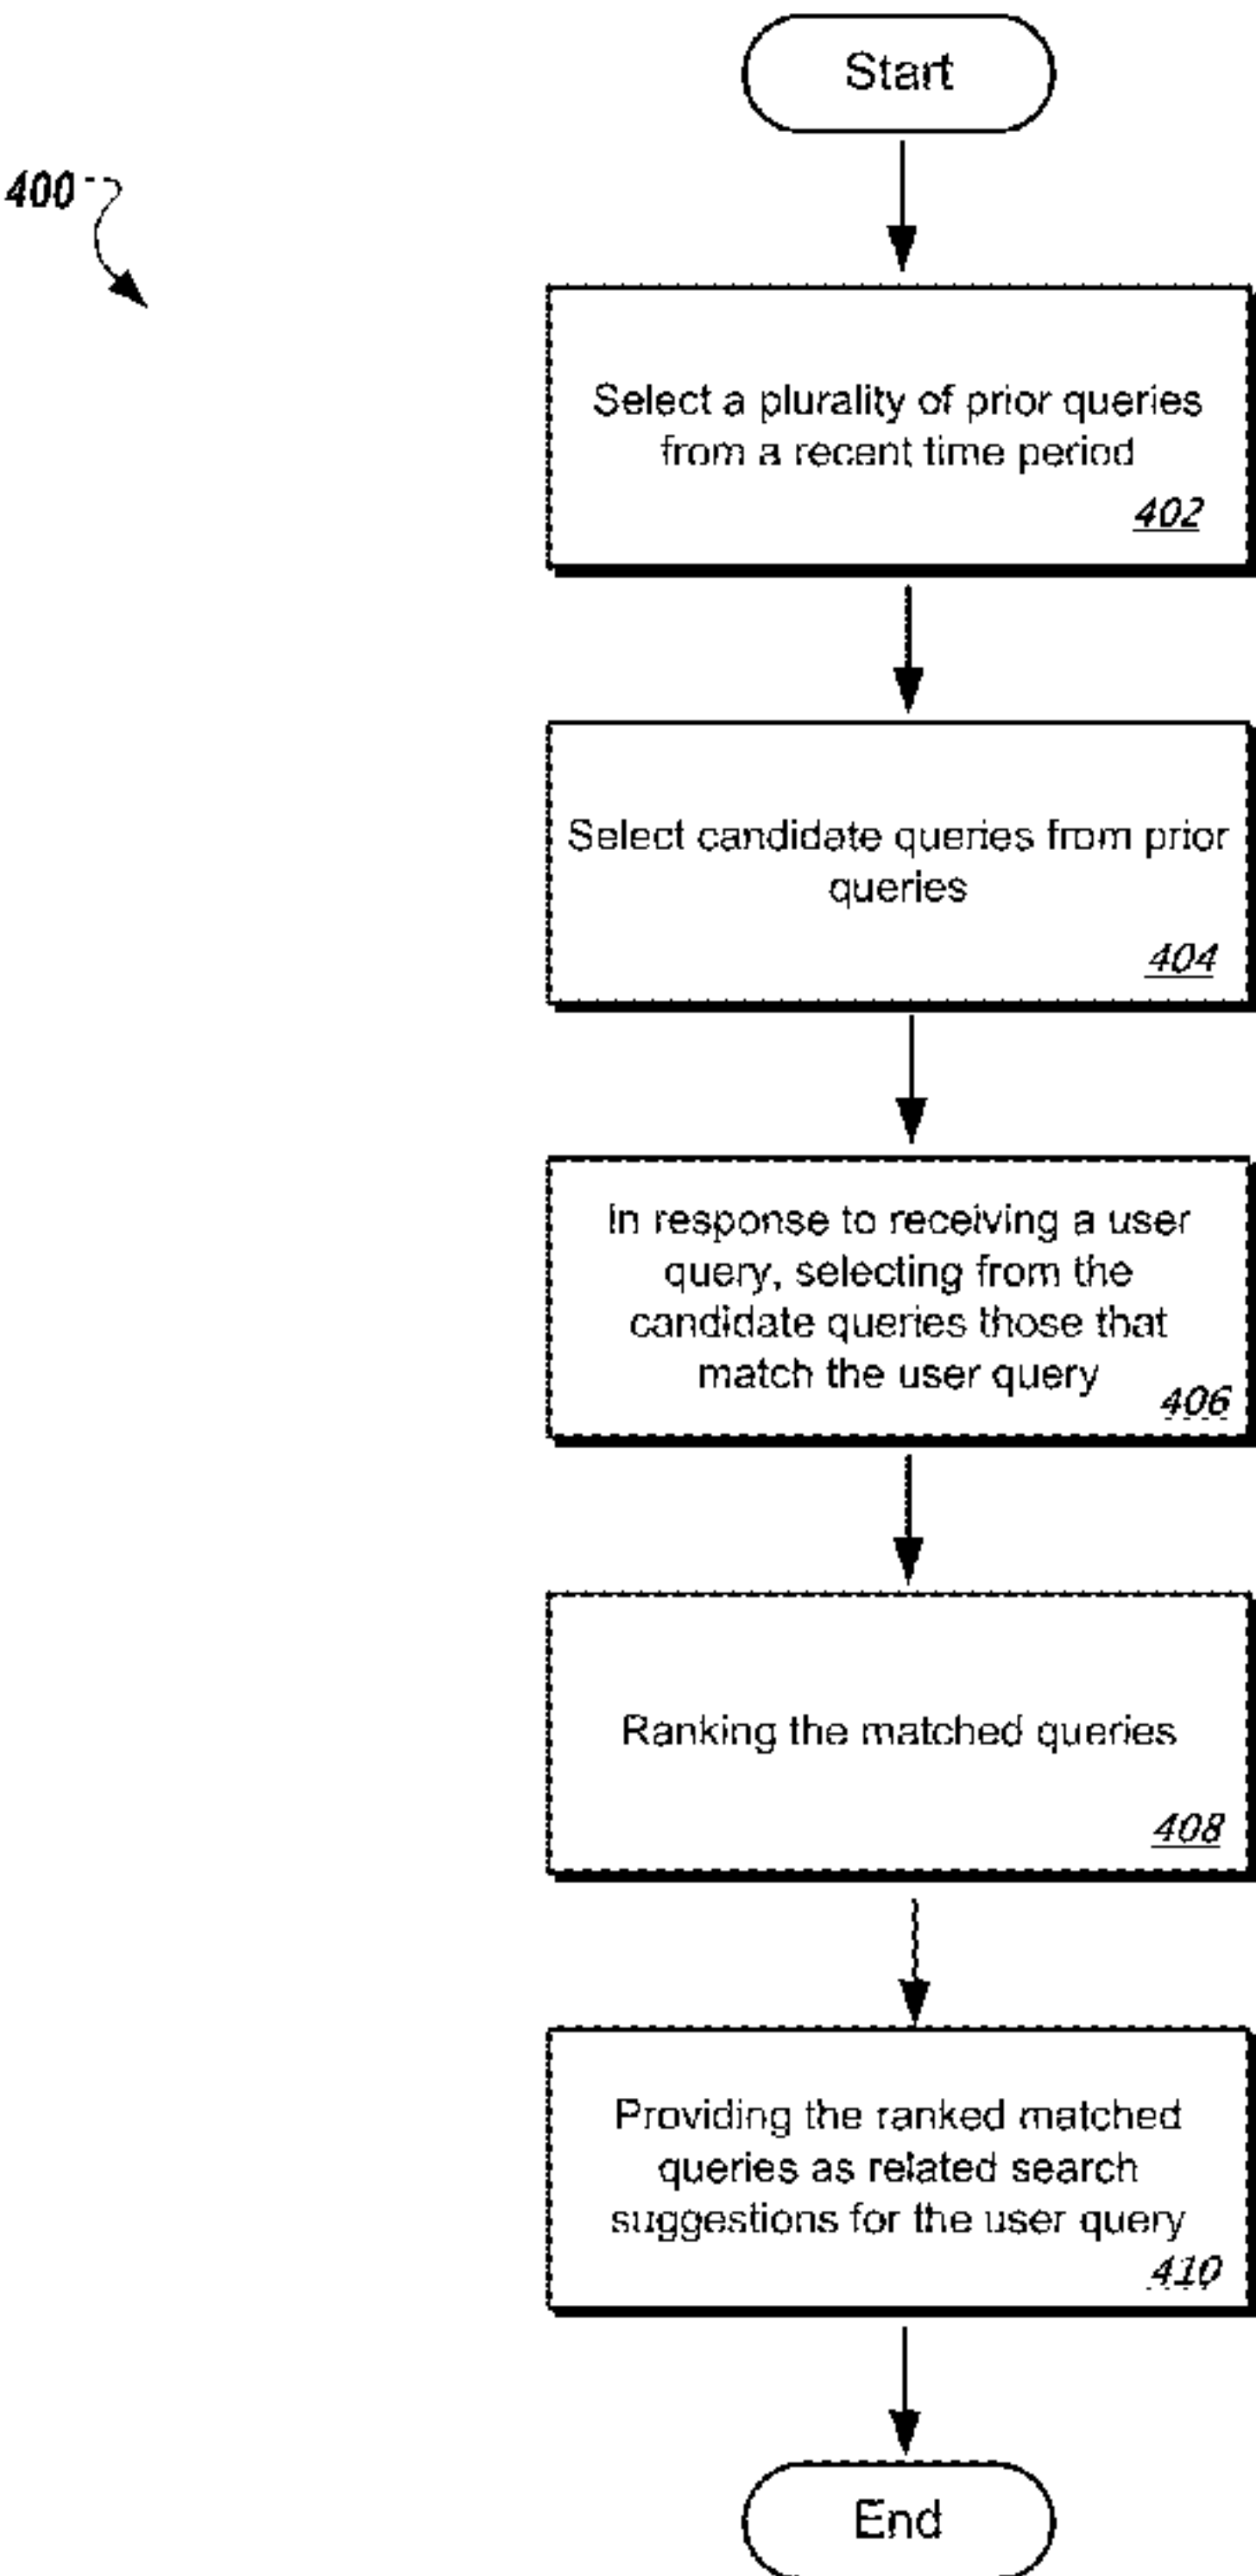 Start
400
Select a plurality of prior queries
from a recent time period
402
Select candidate queries from prior
queries
404
In response to receiving a user
query, selecting from the
candidate queries those that
match the user query
406
Ranking the matched queries
408
Providing the ranked matched
queries as related search
suggestions for the user query
410
End